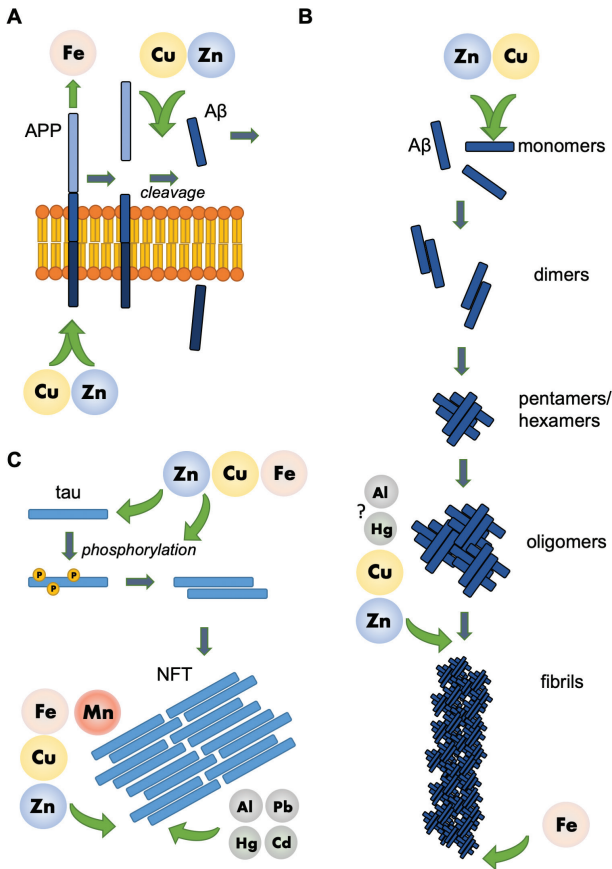 A
Fe
Cu Zn
APP
Aβ
cleavage
Cu Zn
B
Zn Cu
Aβ
monomers
dimers
pentamers/
hexamers
Al
?
Hg
oligomers
Cu
Zn
fibrils
Fe
C
Zn Cu Fe
tau
phosphorylation
P P
P
NFT
Fe Mn
Cu
Zn
Al Pb
Hg Cd